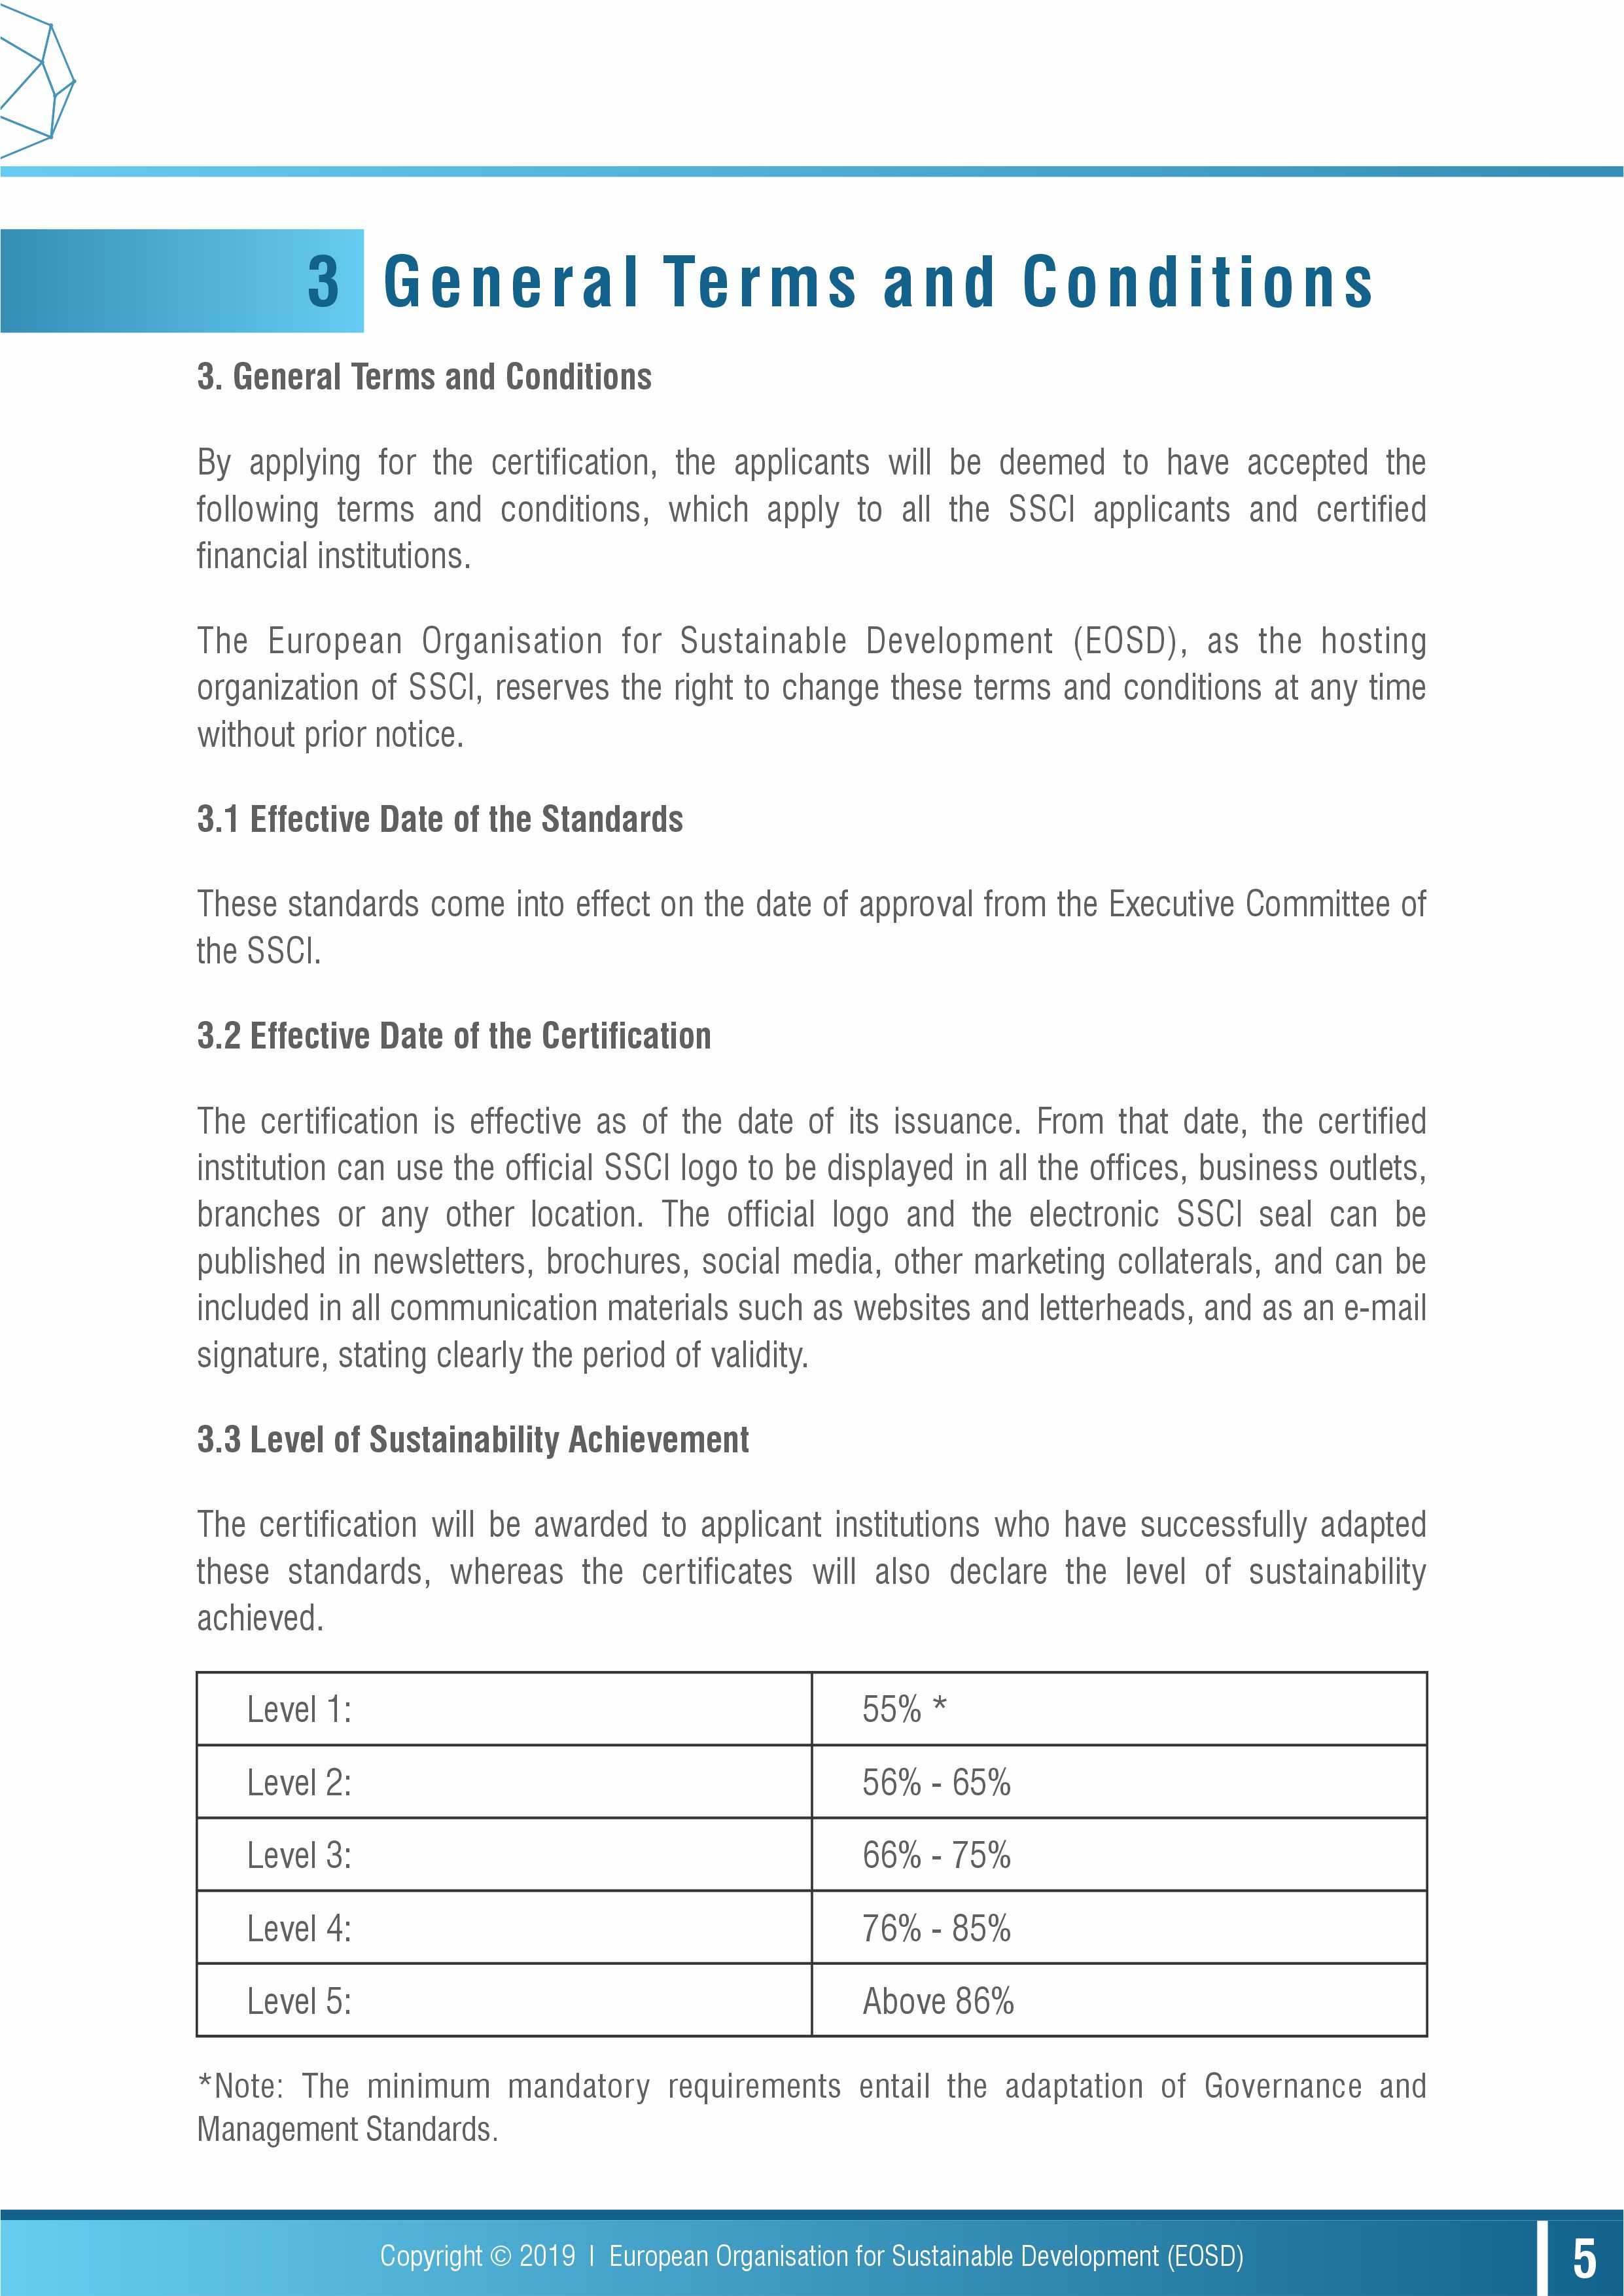 3 General Terms and Conditions
3. General Terms and Conditions
By applying for the certification, the applicants will be deemed to have accepted the
following terms and conditions, which apply to all the SSCI applicants and certified
financial institutions.
The European Organisation for Sustainable Development (EOSD), as the hosting
organization of SSCI, reserves the right to change these terms and conditions at any time
without prior notice.
3.1 Effective Date of the Standards
These standards come into effect on the date of approval from the Executive Committee of
the SSCI.
3.2 Effective Date of the Certification
The certification is effective as of the date of its issuance. From that date, the certified
institution can use the official SSCI logo to be displayed in all the offices, business outlets,
branches or any other location. The official logo and the electronic SSCI seal can be
published in newsletters, brochures, social media, other marketing collaterals, and can be
included in all communication materials such as websites and letterheads, and as an e-mail
signature, stating clearly the period of validity.
3.3 Level of Sustainability Achievement
The certification will be awarded to applicant institutions who have successfully adapted
these standards, whereas the certificates will also declare the level of sustainability
achieved.
Level 1: 55% *
Level 2: 56% - 65%
Level 3: 66% - 75%
Level 4: 76% - 85%
Level 5: Above 86%
*Note: The minimum mandatory requirements entail the adaptation of Governance and
Management Standards.
Copyright © 2019 | European Organisation for Sustainable Development (EOSD)
5